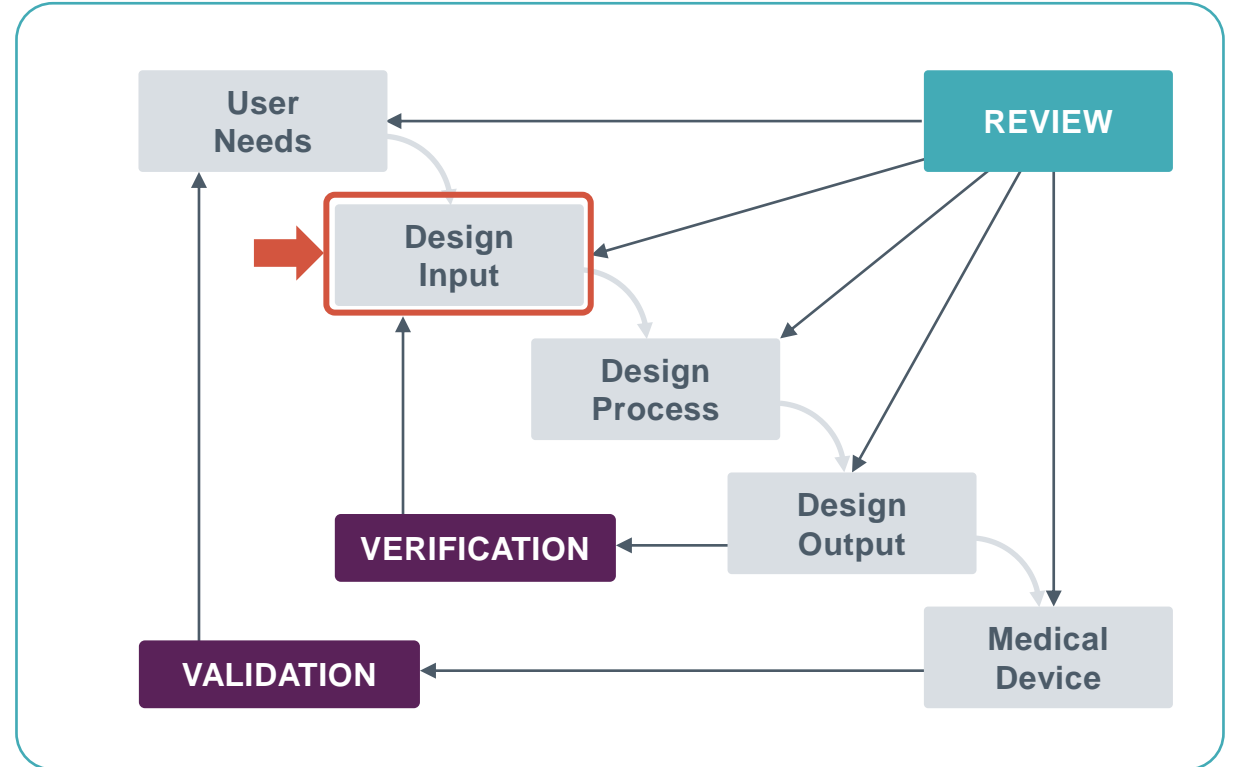 User
Needs
REVIEW
Design
Input
Design
Process
Design
Output
VERIFICATION
Medical
Device
VALIDATION